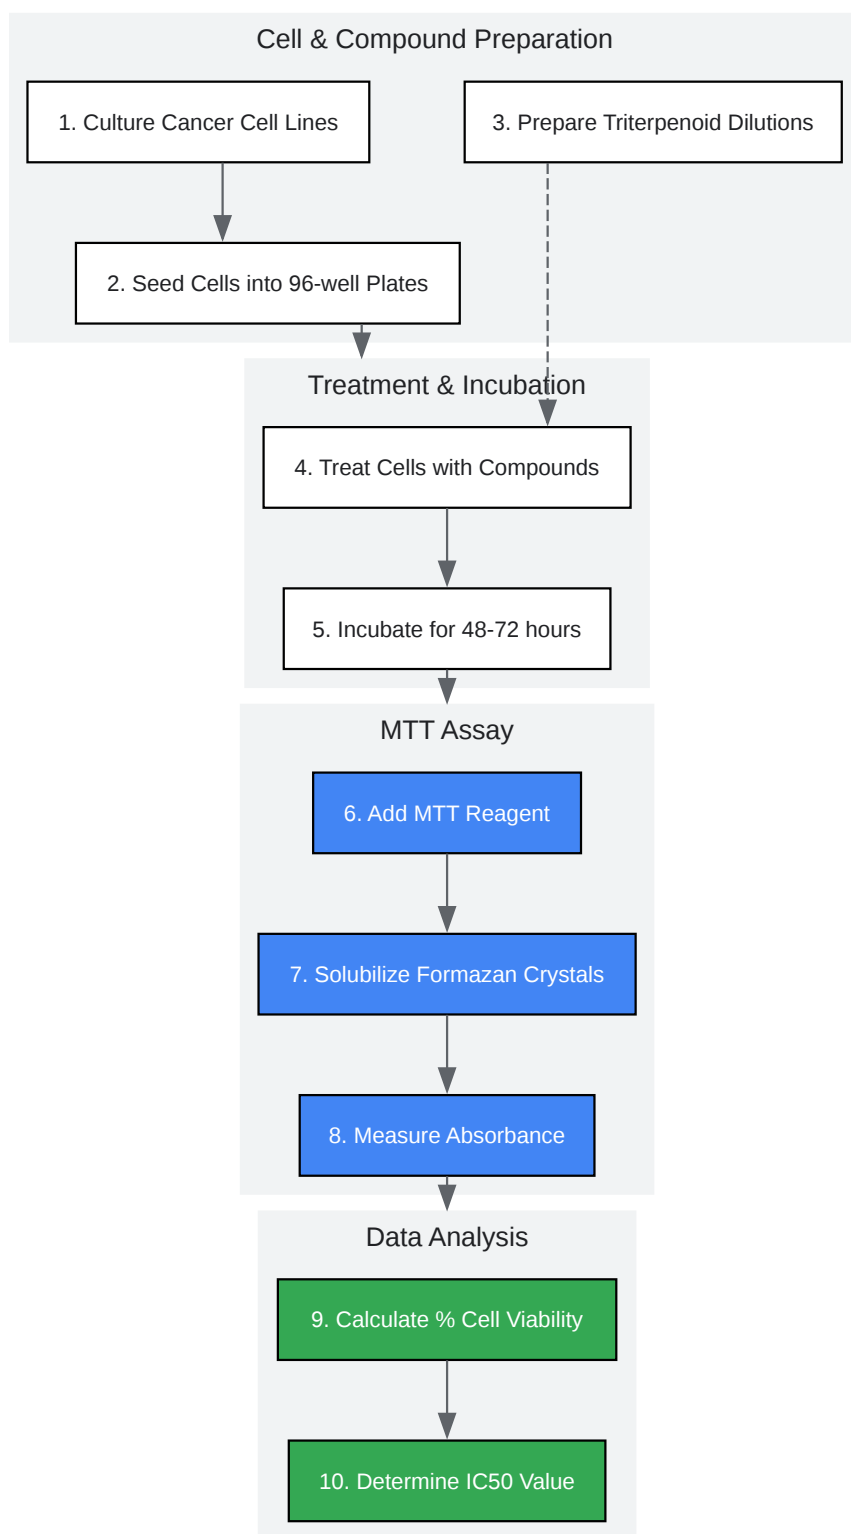 Cell & Compound Preparation
1. Culture Cancer Cell Lines
3. Prepare Triterpenoid Dilutions
2. Seed Cells into 96-well Plates
Treatment & Incubation
4. Treat Cells with Compounds
5. Incubate for 48-72 hours
MTT Assay
6. Add MTT Reagent
7. Solubilize Formazan Crystals
8. Measure Absorbance
Data Analysis
9. Calculate % Cell Viability
10. Determine IC50 Value